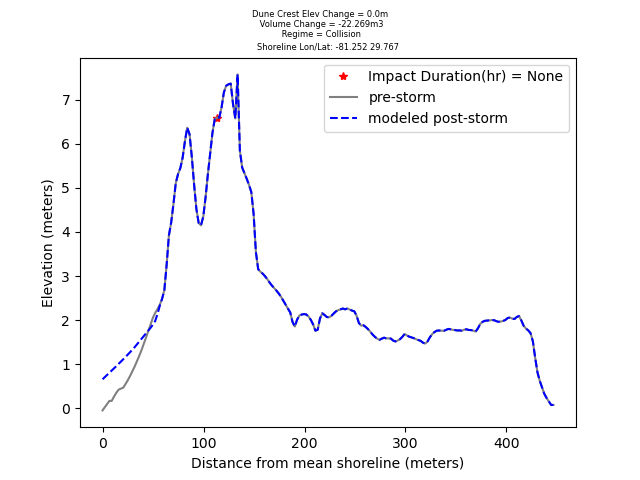 Dune Crest Elev Change = 0.0m
Volume Change = -22.269m3
Regime = Collision
Shoreline Lon/Lat: -81.252 29.767
Impact Duration(hr) = None
pre-storm
modeled post-storm
Elevation (meters)
7
6
5
4
3
2
1
0
0 100 200 300 400
Distance from mean shoreline (meters)